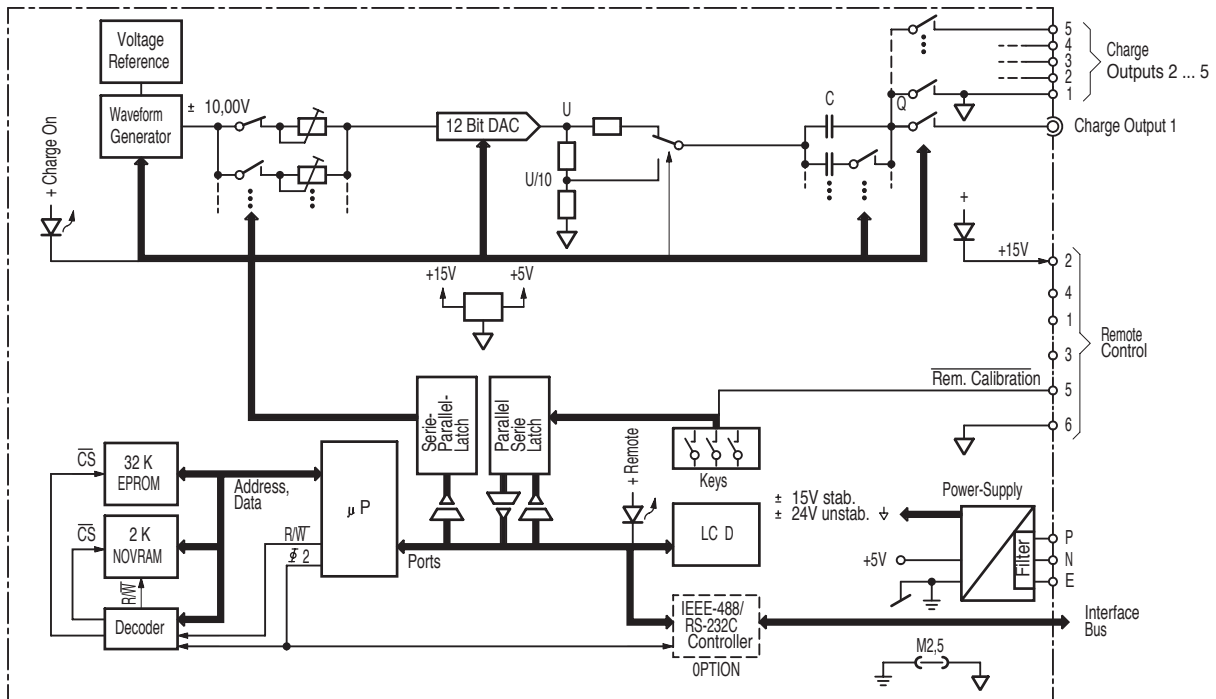 Voltage
Reference
Waveform
Generator
± 10,00V
+ Charge On
12 Bit DAC
U
U/10
C
Q
5
4
3
2
1
Charge
Outputs 2 ... 5
Charge Output 1
+
+15V
2
4
1
3
5
6
Remote
Control
+15V
+5V
Rem. Calibration
Serie-
Parallel-
Latch
Parallel
Serie
Latch
Keys
+ Remote
CS
32 K
EPROM
Address,
Data
µ P
CS
2 K
NOVRAM
R/W
Φ 2
R/W
Decoder
Ports
LC D
± 15V stab.
± 24V unstab.
Power-Supply
+5V
Filter
P
N
E
IEEE-488/
RS-232C
Controller
OPTION
Interface
Bus
M2,5